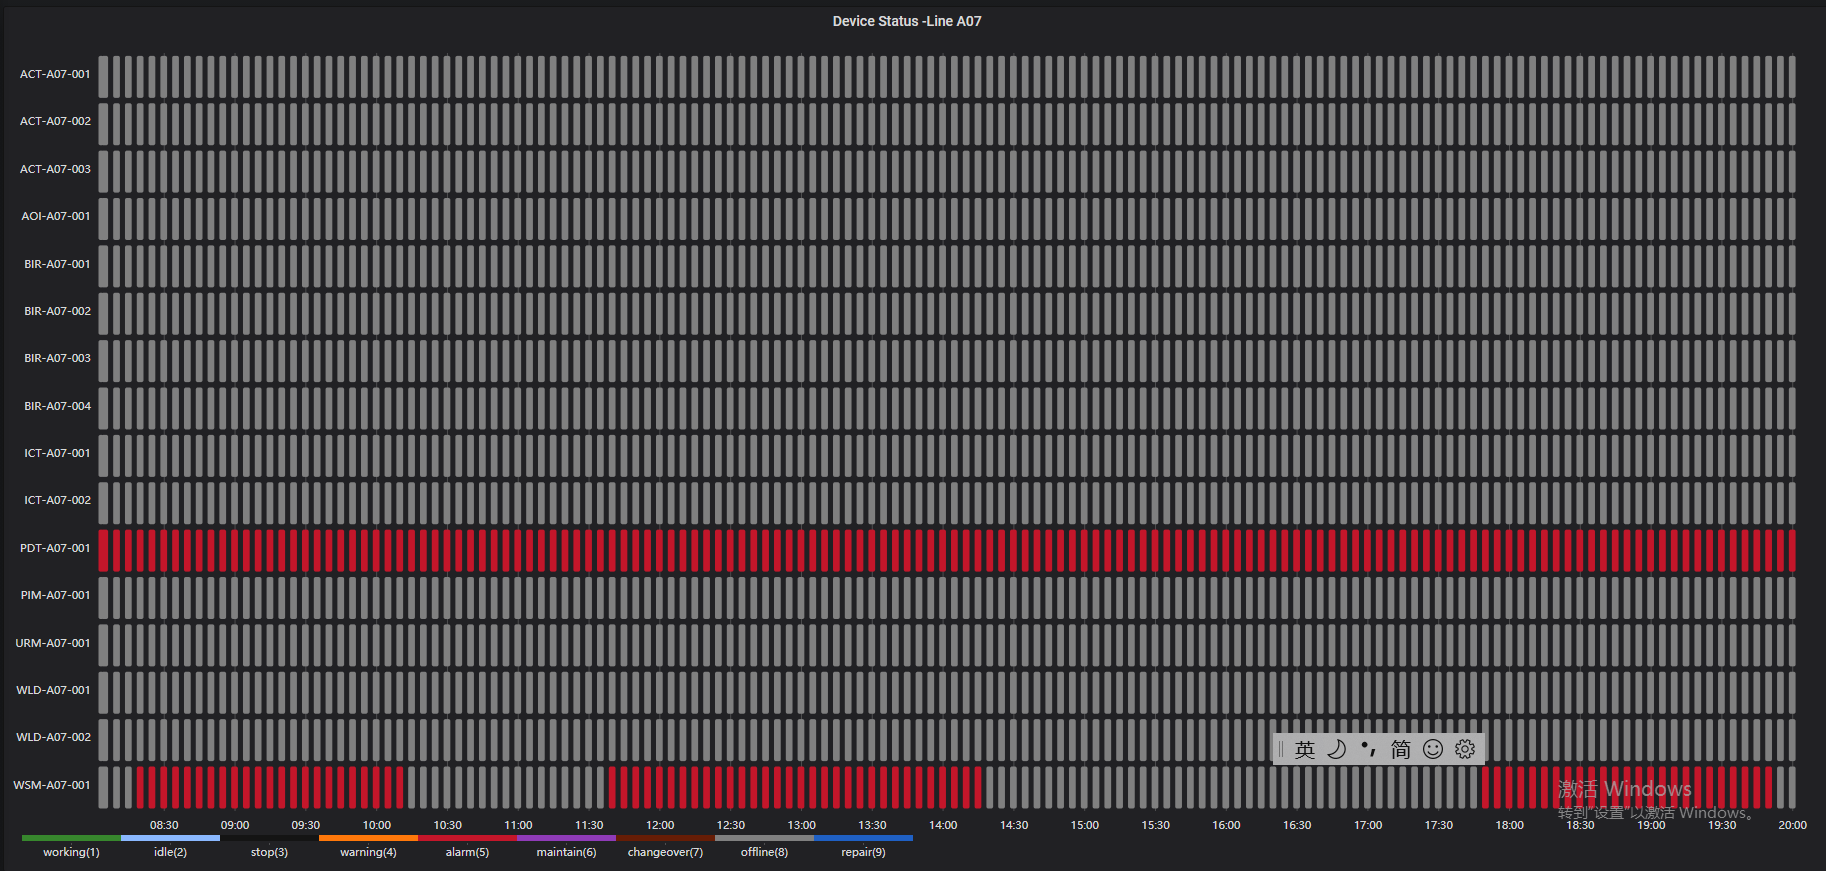 Device Status -Line A07
ACT-A07-001
ACT-A07-002
ACT-A07-003
AOI-A07-001
BIR-A07-001
BIR-A07-002
BIR-A07-003
BIR-A07-004
ICT-A07-001
ICT-A07-002
PDT-A07-001
PIM-A07-001
URM-A07-001
WLD-A07-001
WLD-A07-002
英 简
WSM-A07-001
激活 Windows
转到"设置"以激活 Windows。
08:30 09:00 09:30 10:00 10:30 11:00 11:30 12:00 12:30 13:00 13:30 14:00 14:30 15:00 15:30 16:00 16:30 17:00 17:30 18:00 18:30 19:00 19:30 20:00
working(1) idle(2) stop(3) warning(4) alarm(5) maintain(6) changeover(7) offline(8) repair(9)